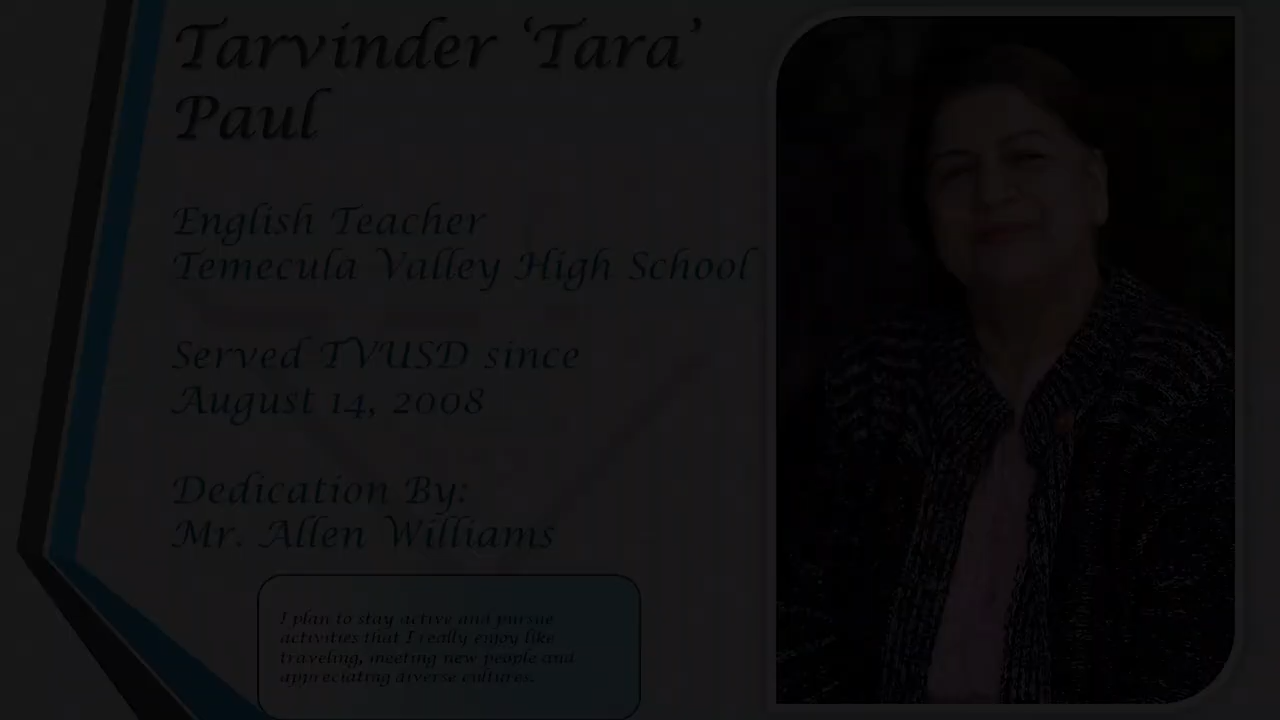 Tarvinder ‘Tara’
Paul
English Teacher
Temecula Valley High School
Served TVUSD since
August 14, 2008
Dedication By:
Mr. Allen Williams
I plan to stay active and pursue
activities that I really enjoy like
traveling, meeting new people and
appreciating diverse cultures.